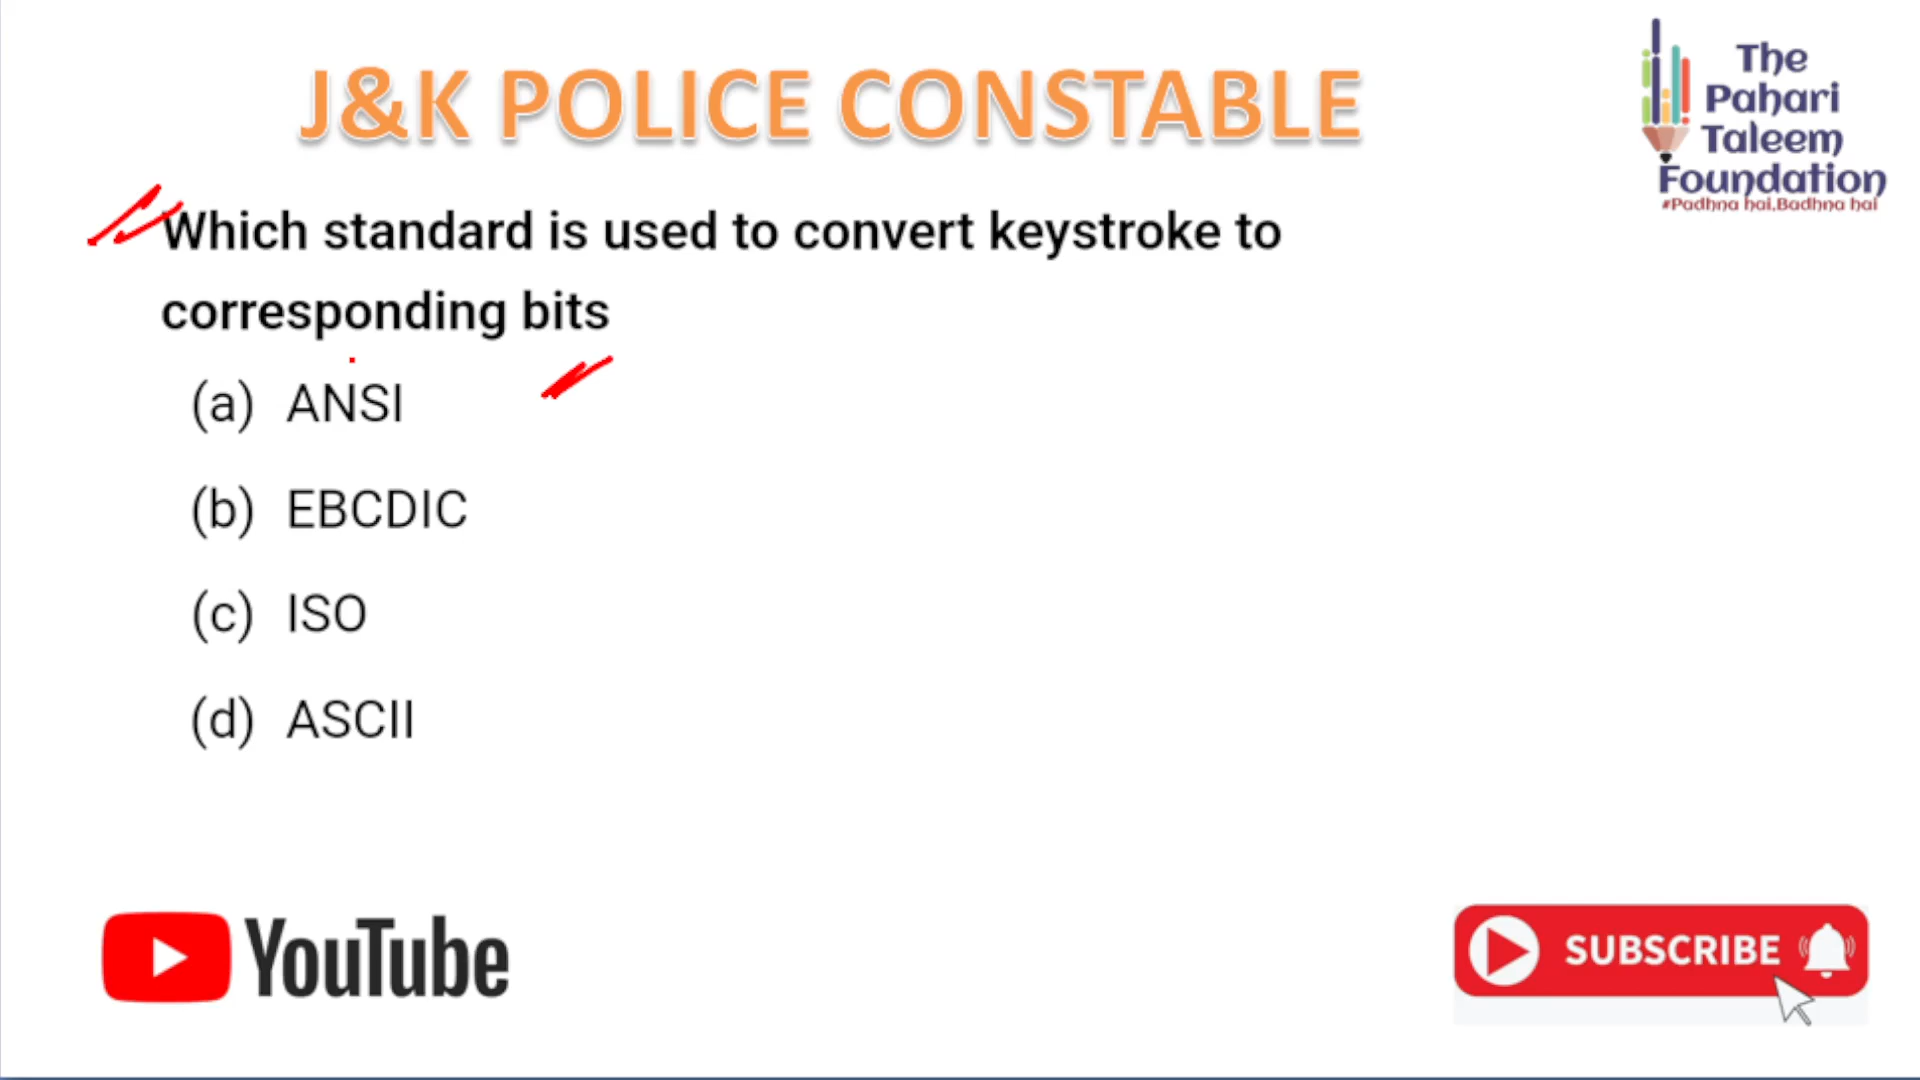 J&K POLICE CONSTABLE
The
Pahari
Taleem
Foundation
#Padhna hai,Badhna hai
Which standard is used to convert keystroke to
corresponding bits
(a) ANSI
(b) EBCDIC
(c) ISO
(d) ASCII
YouTube
SUBSCRIBE